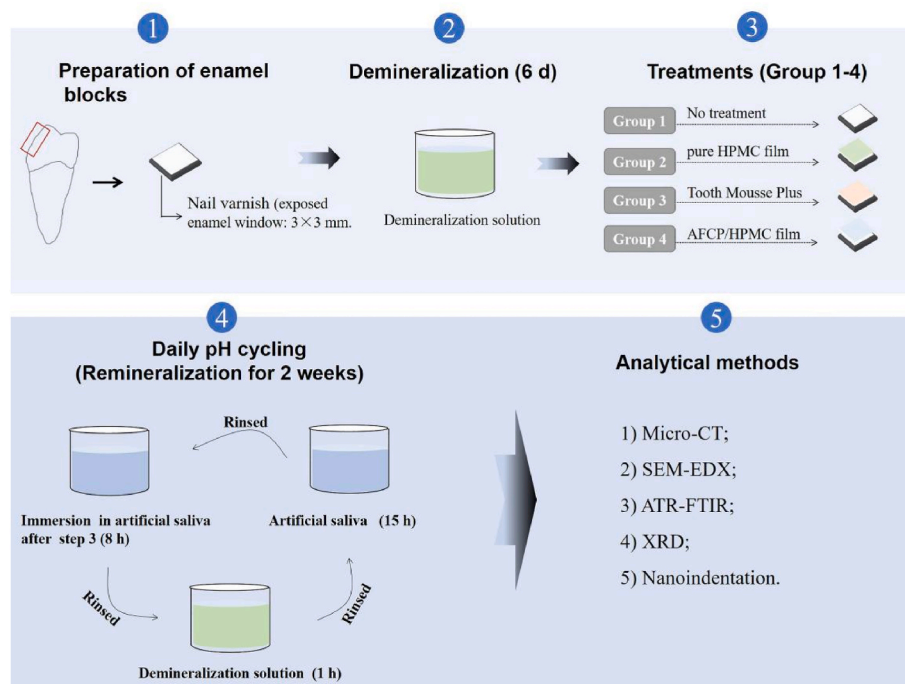 1
Preparation of enamel
blocks
Nail varnish (exposed
enamel window: 3×3 mm.
2
Demineralization (6 d)
Demineralization solution
3
Treatments (Group 1-4)
Group 1
No treatment
Group 2
pure HPMC film
Group 3
Tooth Mousse Plus
Group 4
AFCP/HPMC film
4
Daily pH cycling
(Remineralization for 2 weeks)
Rinsed
Immersion in artificial saliva
after step 3 (8 h)
Artificial saliva (15 h)
Rinsed
Rinsed
Demineralization solution (1 h)
5
Analytical methods
1) Micro-CT;
2) SEM-EDX;
3) ATR-FTIR;
4) XRD;
5) Nanoindentation.